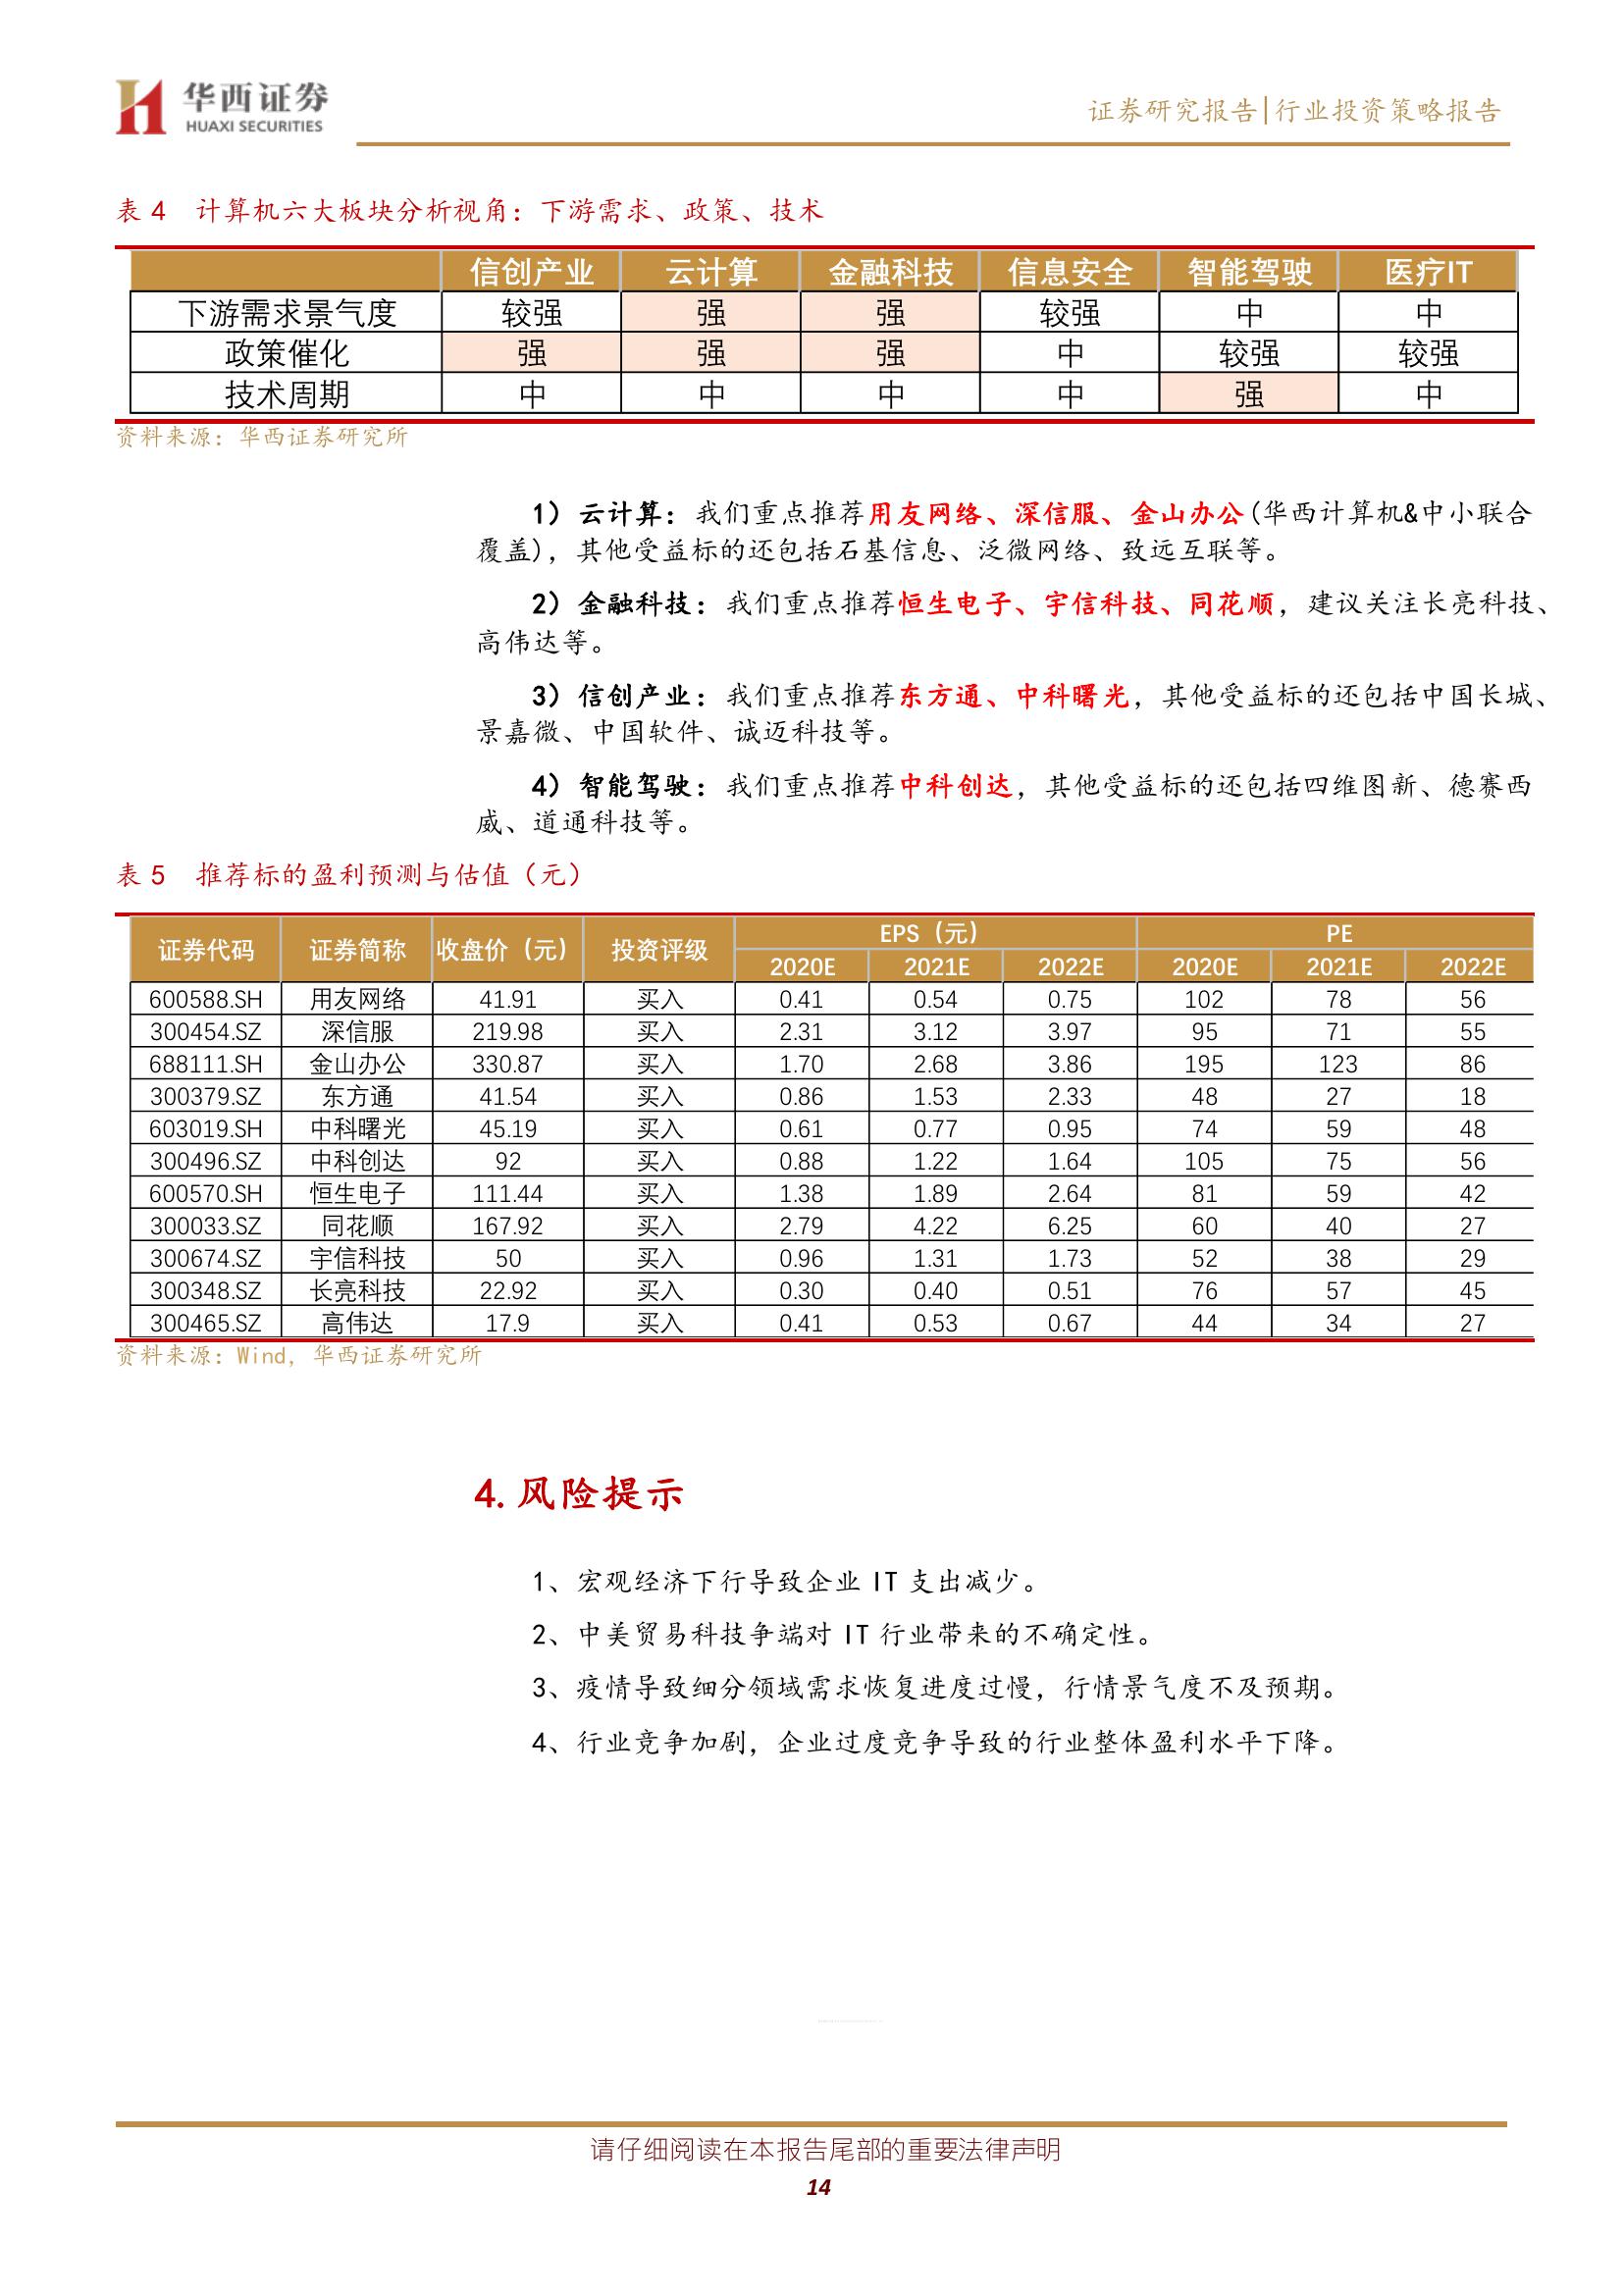 华西证券
HUAXI SECURITIES
证券研究报告|行业投资策略报告
表 4 计算机六大板块分析视角：下游需求、政策、技术
信创产业 云计算 金融科技 信息安全 智能驾驶 医疗IT
下游需求景气度 较强 强 强 较强 中 中
政策催化 强 强 强 中 较强 较强
技术周期 中 中 中 中 强 中
资料来源：华西证券研究所
1）云计算：我们重点推荐用友网络、深信服、金山办公(华西计算机&中小联合
覆盖)，其他受益标的还包括石基信息、泛微网络、致远互联等。
2）金融科技：我们重点推荐恒生电子、宇信科技、同花顺，建议关注长亮科技、
高伟达等。
3）信创产业：我们重点推荐东方通、中科曙光，其他受益标的还包括中国长城、
景嘉微、中国软件、诚迈科技等。
4）智能驾驶：我们重点推荐中科创达，其他受益标的还包括四维图新、德赛西
威、道通科技等。
表 5 推荐标的盈利预测与估值（元）
证券代码 证券简称 收盘价（元） 投资评级 EPS（元） PE
2020E 2021E 2022E 2020E 2021E 2022E
600588.SH 用友网络 41.91 买入 0.41 0.54 0.75 102 78 56
300454.SZ 深信服 219.98 买入 2.31 3.12 3.97 95 71 55
688111.SH 金山办公 330.87 买入 1.70 2.68 3.86 195 123 86
300379.SZ 东方通 41.54 买入 0.86 1.53 2.33 48 27 18
603019.SH 中科曙光 45.19 买入 0.61 0.77 0.95 74 59 48
300496.SZ 中科创达 92 买入 0.88 1.22 1.64 105 75 56
600570.SH 恒生电子 111.44 买入 1.38 1.89 2.64 81 59 42
300033.SZ 同花顺 167.92 买入 2.79 4.22 6.25 60 40 27
300674.SZ 宇信科技 50 买入 0.96 1.31 1.73 52 38 29
300348.SZ 长亮科技 22.92 买入 0.30 0.40 0.51 76 57 45
300465.SZ 高伟达 17.9 买入 0.41 0.53 0.67 44 34 27
资料来源：Wind，华西证券研究所
4.风险提示
1、宏观经济下行导致企业 IT 支出减少。
2、中美贸易科技争端对 IT 行业带来的不确定性。
3、疫情导致细分领域需求恢复进度过慢，行情景气度不及预期。
4、行业竞争加剧，企业过度竞争导致的行业整体盈利水平下降。
请仔细阅读在本报告尾部的重要法律声明
14